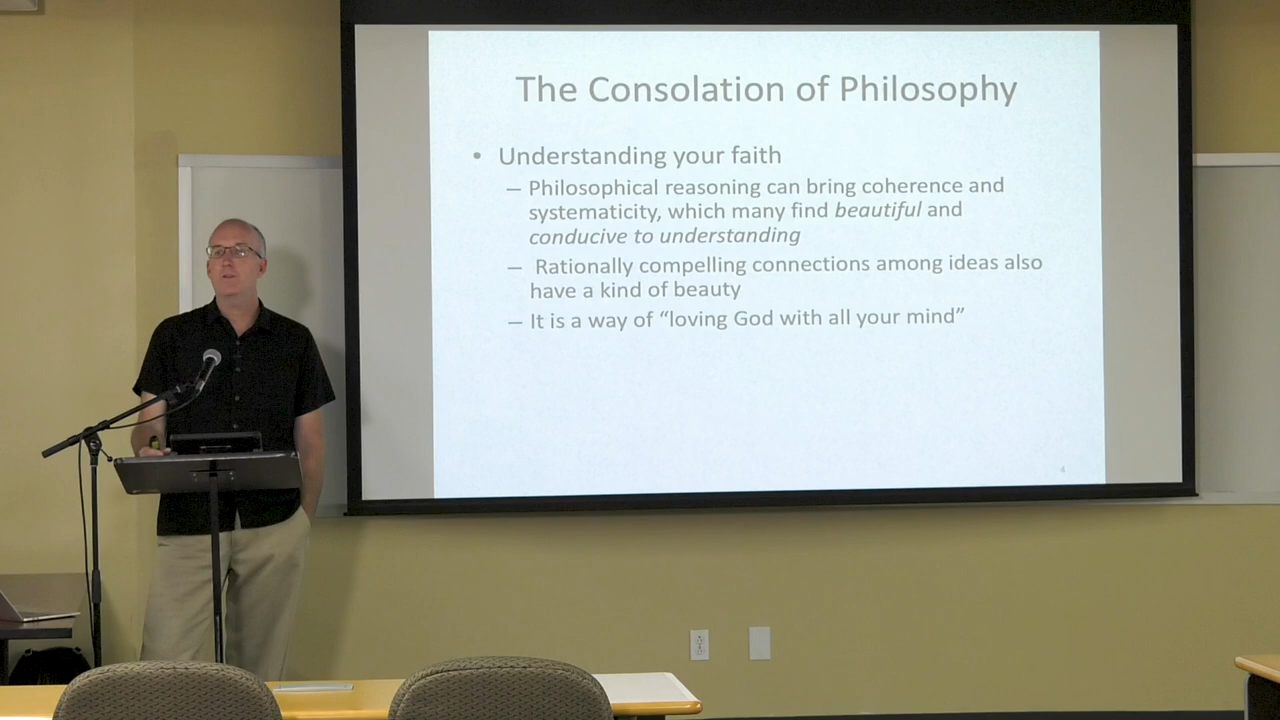 The Consolation of Philosophy
• Understanding your faith
– Philosophical reasoning can bring coherence and
systematicity, which many find beautiful and
conducive to understanding
– Rationally compelling connections among ideas also
have a kind of beauty
– It is a way of “loving God with all your mind”
4